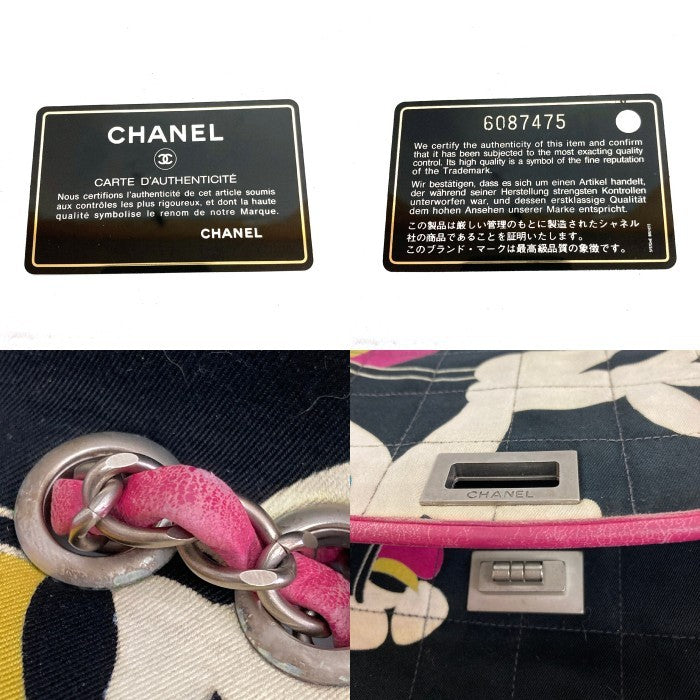 CHANEL
CARTE D'AUTHENTICITÉ
Nous certifions l'authenticité de cet article soumis
aux contrôles les plus rigoureux, et dont la haute
qualité symbolise le renom de notre Marque.
CHANEL
6087475
We certify the authenticity of this item and confirm
that it has been subjected to the most exacting quality
control. Its high quality is a symbol of the fine reputation
of the Trademark.
Wir bestätigen, dass es sich um einen Artikel handelt,
der während seiner Herstellung strengsten Kontrollen
unterworfen war, und dessen erstklassige Qualität
dem hohen Ansehen unserer Marke entspricht.
この製品は厳しい管理のもとに製造されたシャネル
社の商品であることを証明いたします。
このブランド・マークは最高級品質の象徴です。
CHANEL